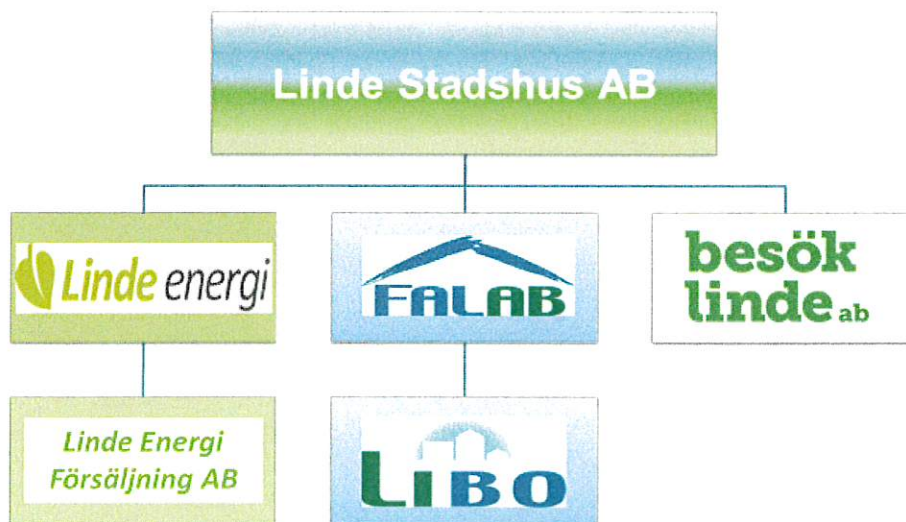 Linde Stadshus AB
Linde energi
FALAB
besök
linde ab
Linde Energi
Försäljning AB
LIBO